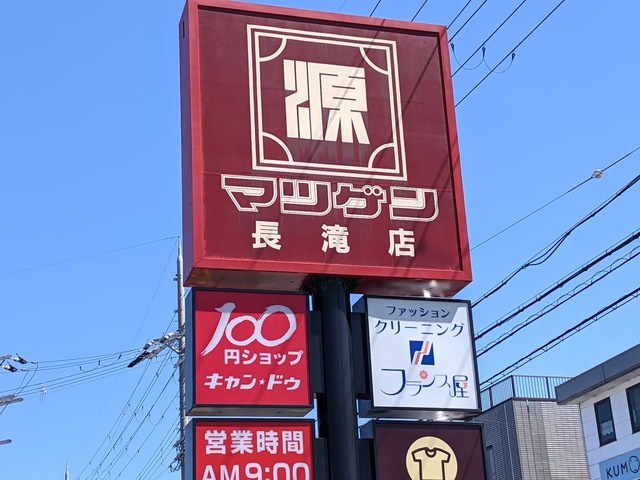 源
マツゲン
長滝店
100
円ショップ
キャン★ドゥ
ファッション
クリーニング
フランス屋
営業時間
AM9:00
KUMO